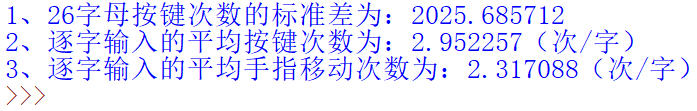 1、26字母按键次数的标准差为：2025.685712
2、逐字输入的平均按键次数为：2.952257（次/字）
3、逐字输入的平均手指移动次数为：2.317088（次/字）
>>>